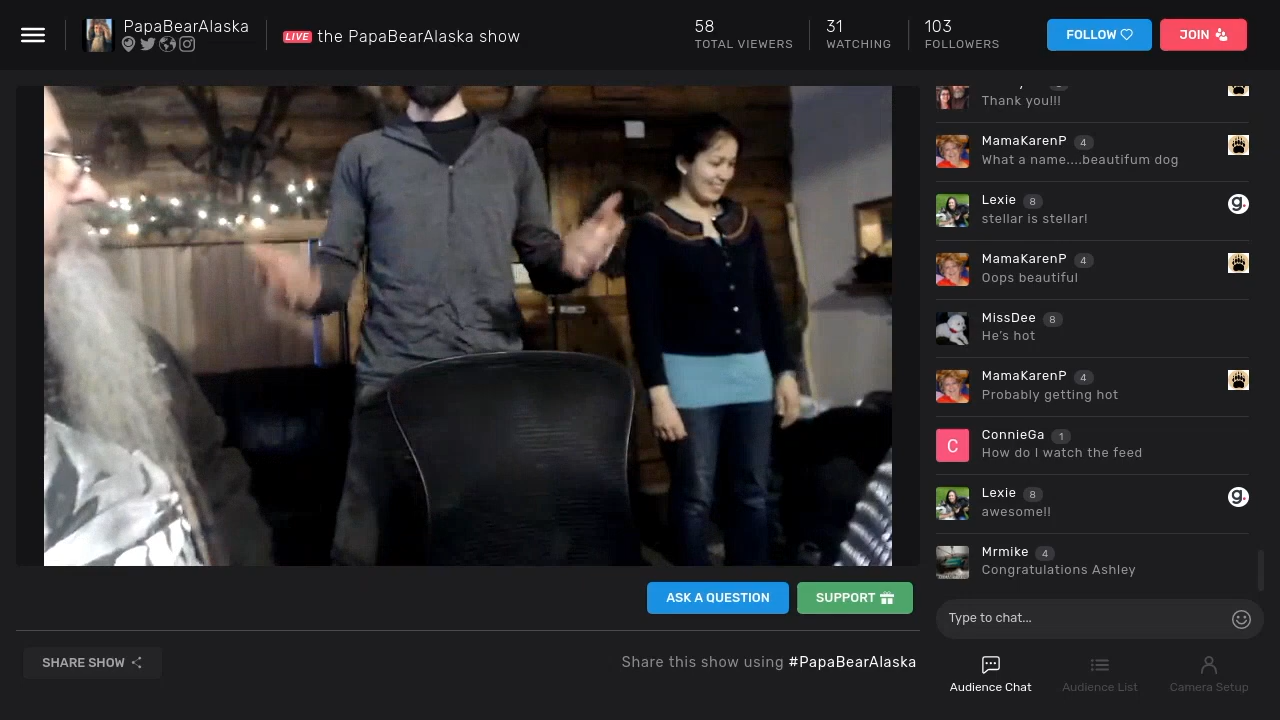 PapaBearAlaska
LIVE the PapaBearAlaska show
58
TOTAL VIEWERS
31
WATCHING
103
FOLLOWERS
FOLLOW
JOIN
Thank you!!!
MamaKarenP 4
What a name....beautifum dog
Lexie 8
stellar is stellar!
MamaKarenP 4
Oops beautiful
MissDee 8
He's hot
MamaKarenP 4
Probably getting hot
C ConnieGa 1
How do I watch the feed
Lexie 8
awesome!!
Mrmike 4
Congratulations Ashley
ASK A QUESTION
SUPPORT
Type to chat...
SHARE SHOW
Share this show using #PapaBearAlaska
Audience Chat
Audience List
Camera Setup